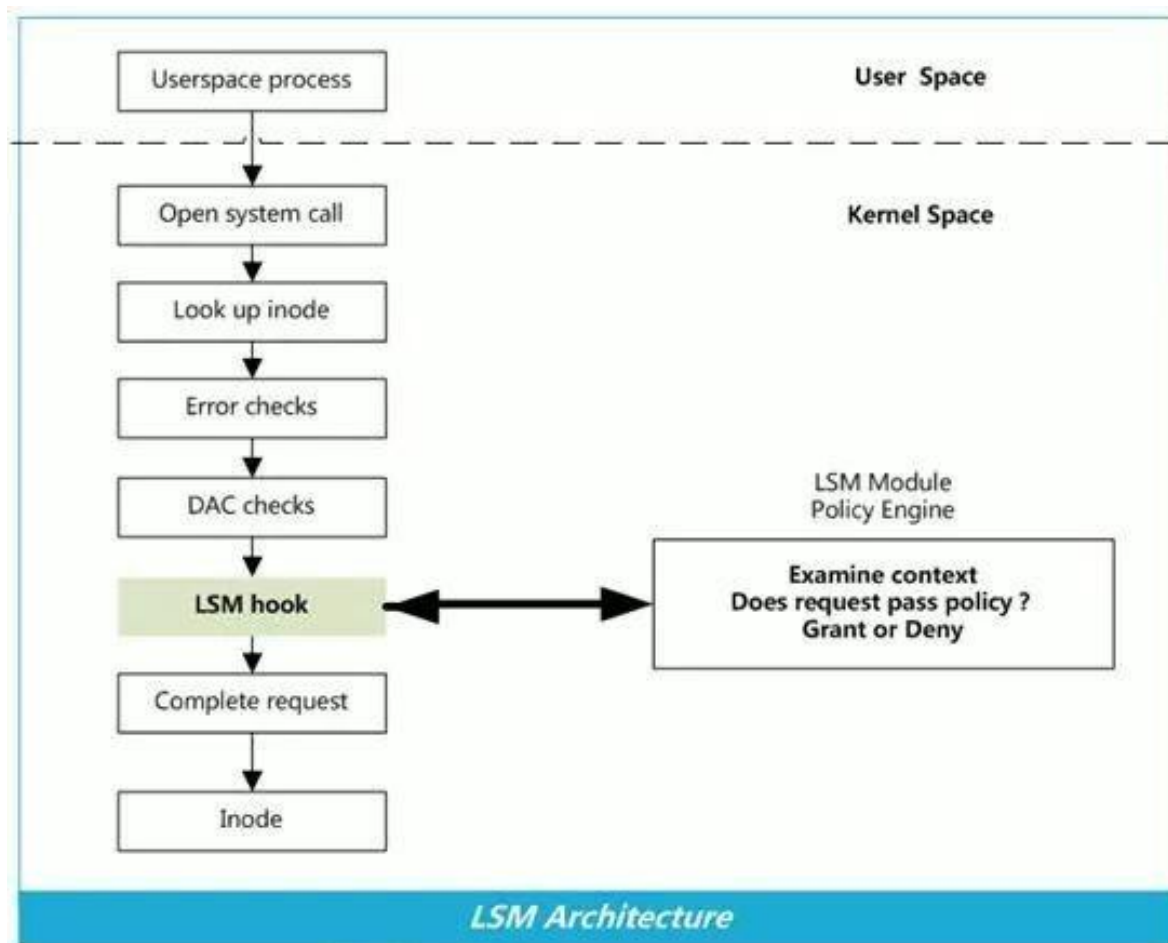 Userspace process
User Space
Open system call
Kernel Space
Look up inode
Error checks
DAC checks
LSM Module
Policy Engine
LSM hook
Examine context
Does request pass policy ?
Grant or Deny
Complete request
Inode
LSM Architecture